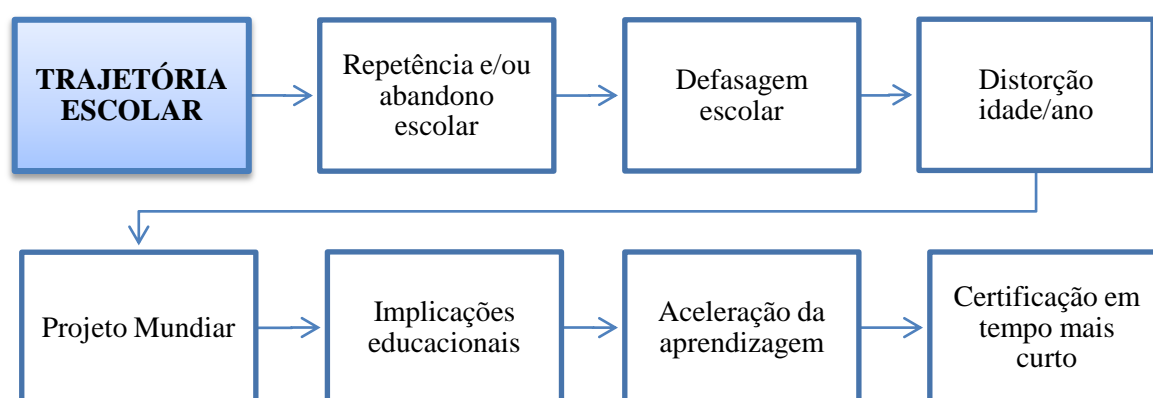 TRAJETÓRIA
ESCOLAR
Repetência e/ou
abandono
escolar
Defasagem
escolar
Distorção
idade/ano
Projeto Mundiar
Implicações
educacionais
Aceleração da
aprendizagem
Certificação em
tempo mais
curto